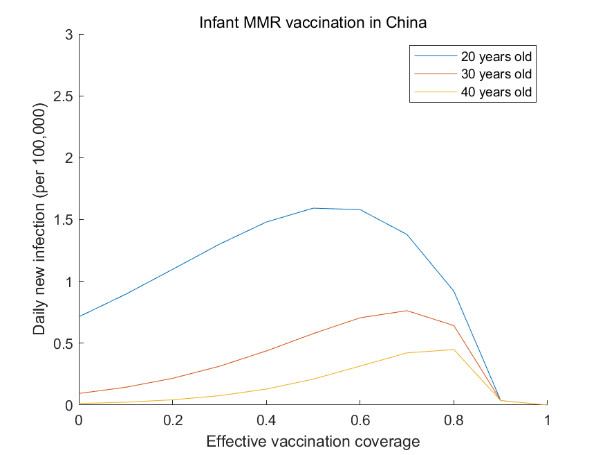 Infant MMR vaccination in China
20 years old
30 years old
40 years old
Daily new infection (per 100,000)
3
2.5
2
1.5
1
0.5
0
0 0.2 0.4 0.6 0.8 1
Effective vaccination coverage